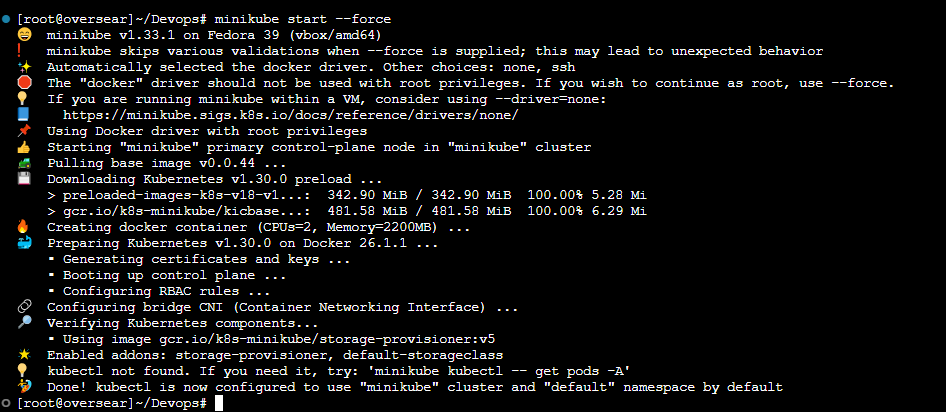 [root@oversear]~/Devops# minikube start --force
😄 minikube v1.33.1 on Fedora 39 (vbox/amd64)
❗ minikube skips various validations when --force is supplied; this may lead to unexpected behavior
✨ Automatically selected the docker driver. Other choices: none, ssh
🛑 The "docker" driver should not be used with root privileges. If you wish to continue as root, use --force.
💡 If you are running minikube within a VM, consider using --driver=none:
📘 https://minikube.sigs.k8s.io/docs/reference/drivers/none/
📌 Using Docker driver with root privileges
👍 Starting "minikube" primary control-plane node in "minikube" cluster
🚜 Pulling base image v0.0.44 ...
💾 Downloading Kubernetes v1.30.0 preload ...
> preloaded-images-k8s-v18-v1...: 342.90 MiB / 342.90 MiB 100.00% 5.28 Mi
> gcr.io/k8s-minikube/kicbase...: 481.58 MiB / 481.58 MiB 100.00% 6.29 Mi
🔥 Creating docker container (CPUs=2, Memory=2200MB) ...
🐳 Preparing Kubernetes v1.30.0 on Docker 26.1.1 ...
▪ Generating certificates and keys ...
▪ Booting up control plane ...
▪ Configuring RBAC rules ...
🔗 Configuring bridge CNI (Container Networking Interface) ...
🔎 Verifying Kubernetes components...
▪ Using image gcr.io/k8s-minikube/storage-provisioner:v5
🌟 Enabled addons: storage-provisioner, default-storageclass
💡 kubectl not found. If you need it, try: 'minikube kubectl -- get pods -A'
🏄 Done! kubectl is now configured to use "minikube" cluster and "default" namespace by default
[root@oversear]~/Devops#